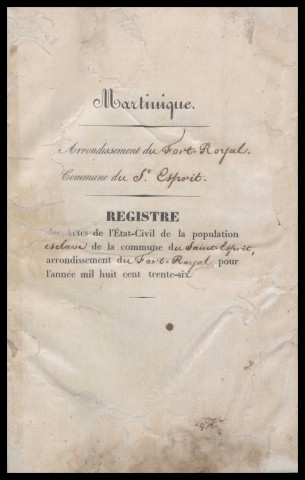 Martinique.
Arrondissement du Fort-Royal.
Commune du St Esprit.
REGISTRE
des Actes de l'État-Civil de la population
esclave de la commune du Saint-Esprit,
arrondissement du Fort-Royal pour
l'année mil huit cent trente-six.